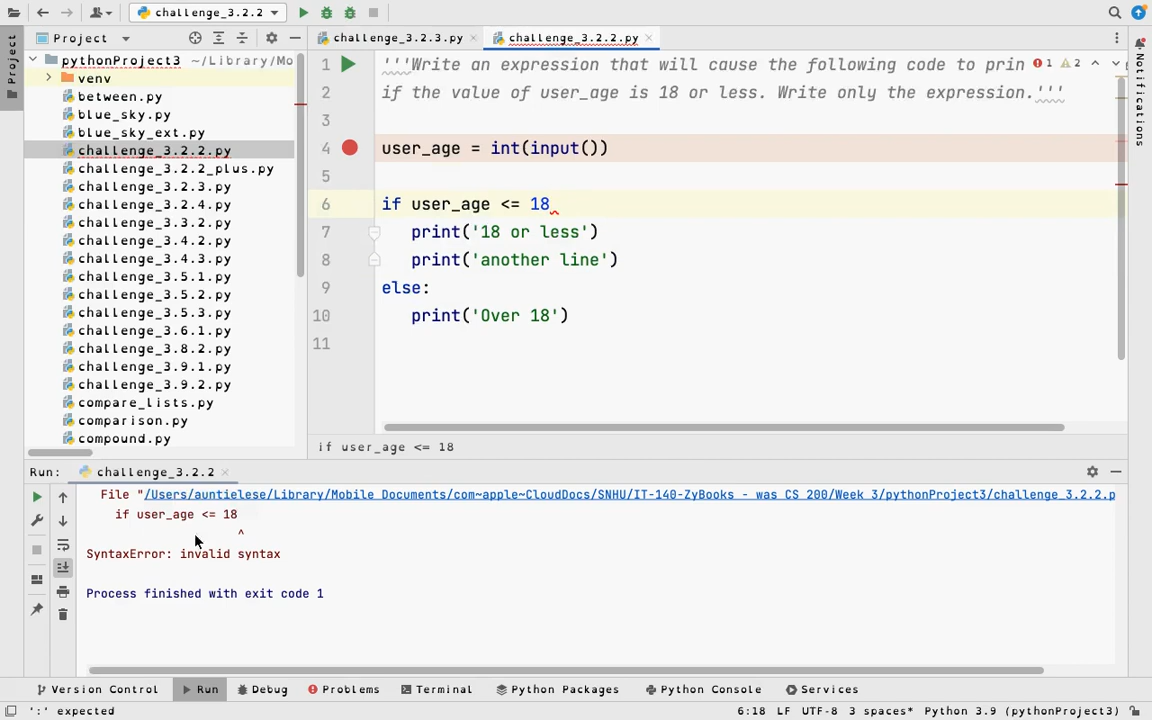 challenge_3.2.2
Project
challenge_3.2.3.py
challenge_3.2.2.py
Project
Notifications
pythonProject3 ~/Library/Mo
venv
between.py
blue_sky.py
blue_sky_ext.py
challenge_3.2.2.py
challenge_3.2.2_plus.py
challenge_3.2.3.py
challenge_3.2.4.py
challenge_3.3.2.py
challenge_3.4.2.py
challenge_3.4.3.py
challenge_3.5.1.py
challenge_3.5.2.py
challenge_3.5.3.py
challenge_3.6.1.py
challenge_3.8.2.py
challenge_3.9.1.py
challenge_3.9.2.py
compare_lists.py
comparison.py
compound.py
1 '''Write an expression that will cause the following code to prin 1 2
2 if the value of user_age is 18 or less. Write only the expression.'''
3
4 user_age = int(input())
5
6 if user_age <= 18
7 print('18 or less')
8 print('another line')
9 else:
10 print('Over 18')
11
if user_age <= 18
Run: challenge_3.2.2
File "/Users/auntielese/Library/Mobile Documents/com~apple~CloudDocs/SNHU/IT-140-ZyBooks - was CS 200/Week 3/pythonProject3/challenge_3.2.2.p
if user_age <= 18
^
SyntaxError: invalid syntax
Process finished with exit code 1
Version Control Run Debug Problems Terminal Python Packages Python Console Services
':' expected 6:18 LF UTF-8 3 spaces* Python 3.9 (pythonProject3)